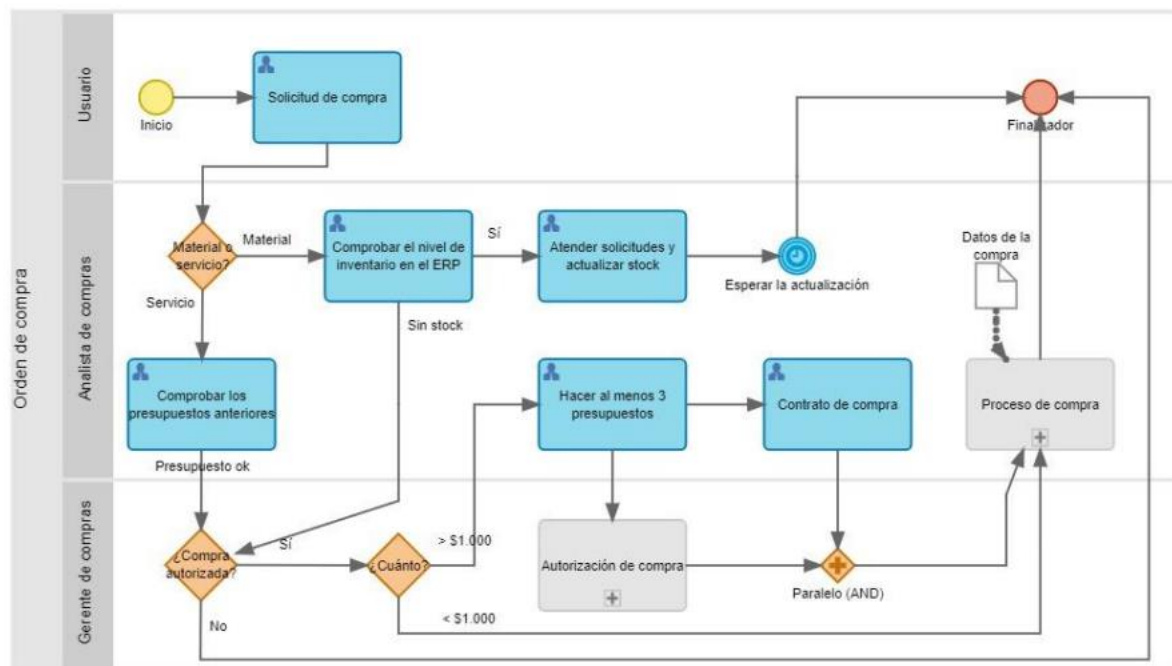 Orden de compra
Usuario
Inicio
Solicitud de compra
Finalizador
Analista de compras
Material o
servicio?
Material
Comprobar el nivel de
inventario en el ERP
Sí
Atender solicitudes y
actualizar stock
Esperar la actualización
Datos de la
compra
Servicio
Sin stock
Comprobar los
presupuestos anteriores
Hacer al menos 3
presupuestos
Contrato de compra
Proceso de compra
Presupuesto ok
Gerente de compras
¿Compra
autorizada?
Sí
¿Cuánto?
> $1.000
Autorización de compra
Paralelo (AND)
No
< $1.000